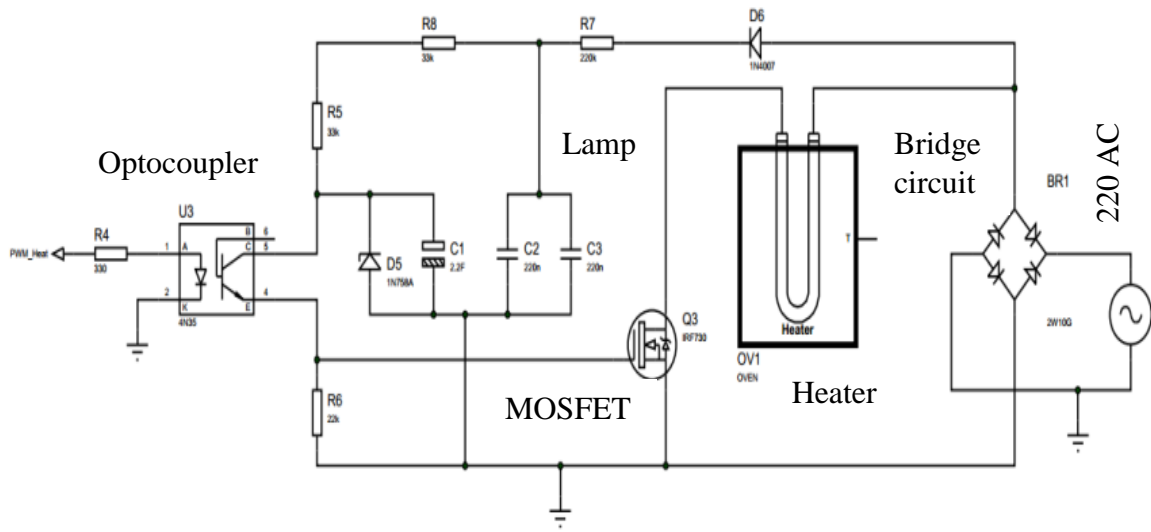 R8
33k
R7
220k
D6
1N4007
R5
33k
Optocoupler
Lamp
Bridge
circuit
220 AC
BR1
2W10G
U3
R4
330
PWM_Heat
1
2
A
K
B
C
E
6
5
4
4N35
D5
1N758A
C1
2.2F
C2
220n
C3
220n
Q3
IRF730
Heater
T
OV1
OVEN
Heater
MOSFET
R6
22k